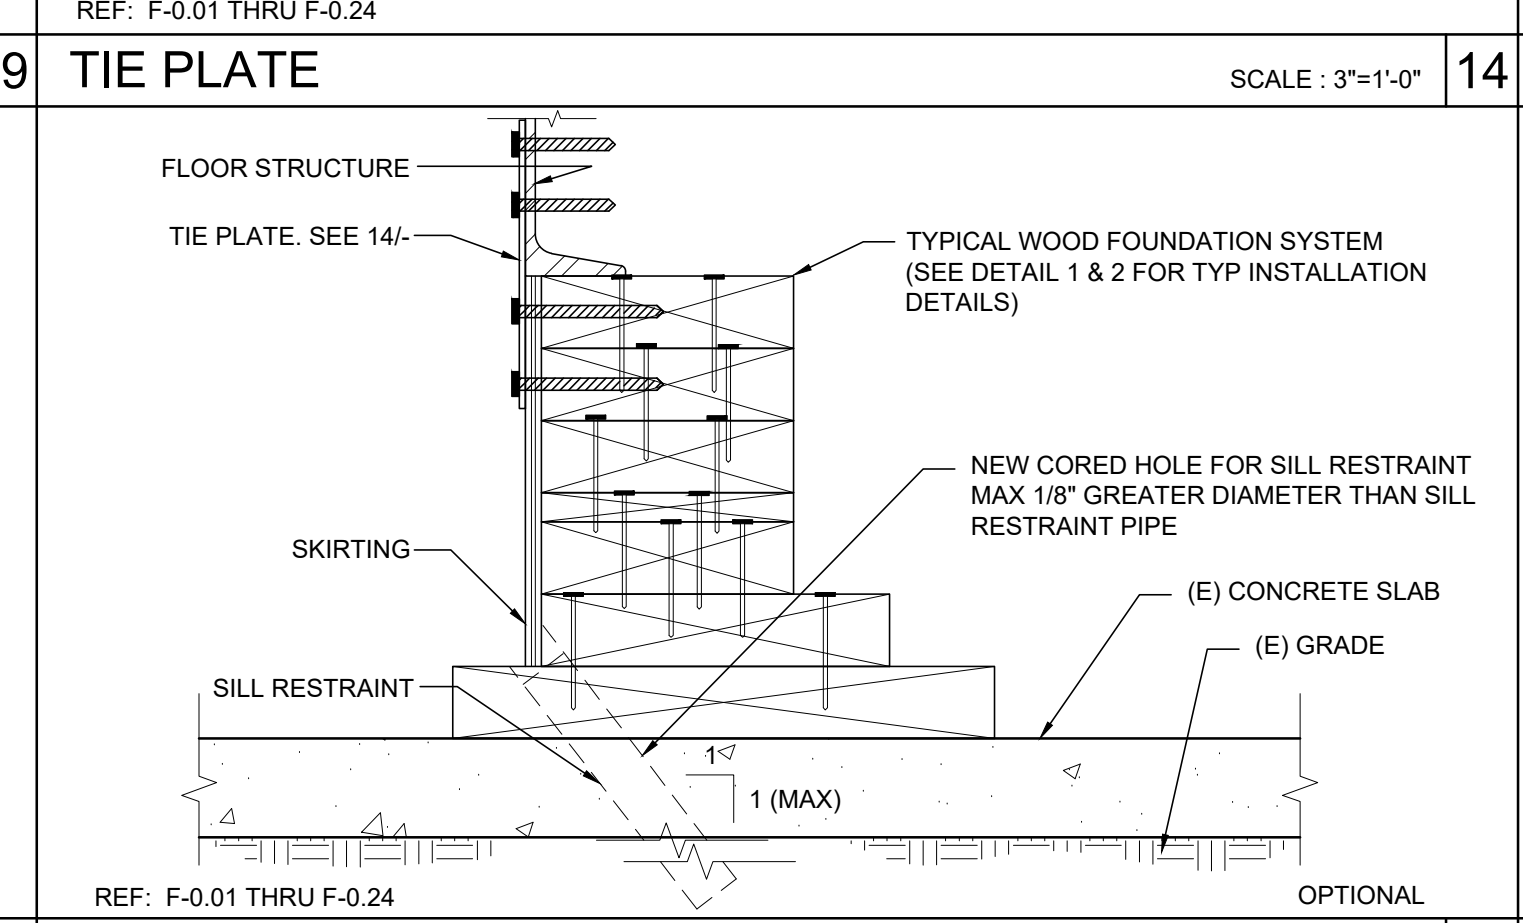 REF: F-0.01 THRU F-0.24
9 TIE PLATE SCALE : 3"=1'-0" 14
FLOOR STRUCTURE
TIE PLATE. SEE 14/-
TYPICAL WOOD FOUNDATION SYSTEM
(SEE DETAIL 1 & 2 FOR TYP INSTALLATION
DETAILS)
NEW CORED HOLE FOR SILL RESTRAINT
MAX 1/8" GREATER DIAMETER THAN SILL
RESTRAINT PIPE
SKIRTING
(E) CONCRETE SLAB
(E) GRADE
SILL RESTRAINT
1
1 (MAX)
REF: F-0.01 THRU F-0.24
OPTIONAL